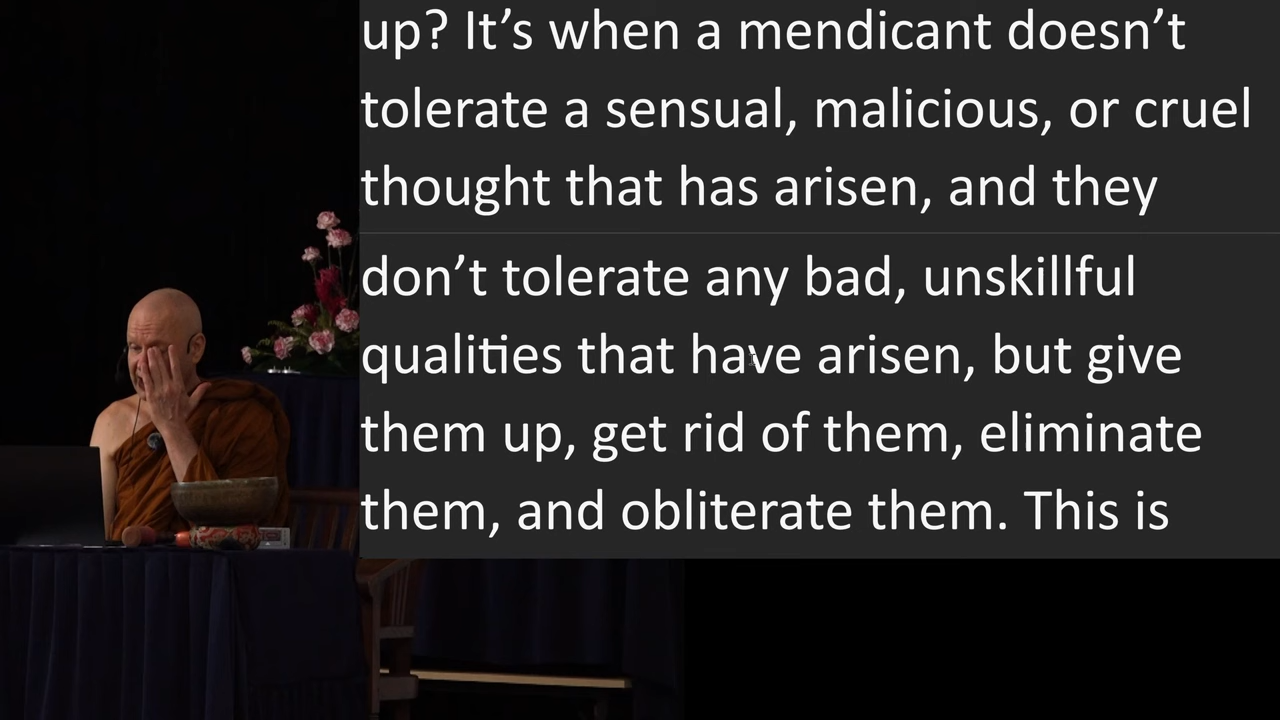 up? It’s when a mendicant doesn’t
tolerate a sensual, malicious, or cruel
thought that has arisen, and they
don’t tolerate any bad, unskillful
qualities that have arisen, but give
them up, get rid of them, eliminate
them, and obliterate them. This is